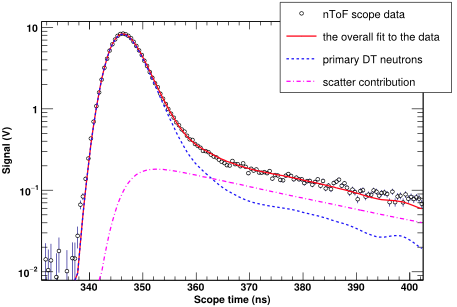 nToF scope data
the overall fit to the data
primary DT neutrons
scatter contribution
10
1
10⁻¹
10⁻²
Signal (V)
340 350 360 370 380 390 400
Scope time (ns)